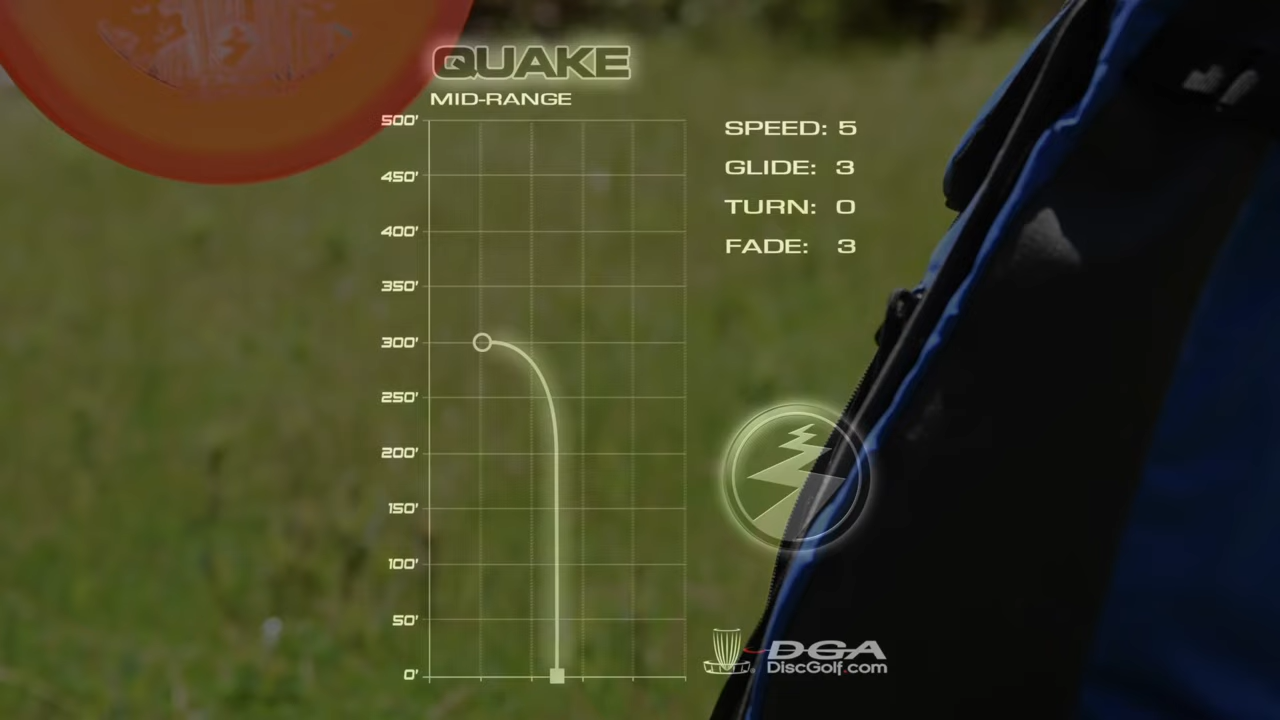 QUAKE
MID-RANGE
500'
450'
400'
350'
300'
250'
200'
150'
100'
50'
0'
SPEED: 5
GLIDE: 3
TURN: 0
FADE: 3
DGA
DiscGolf.com